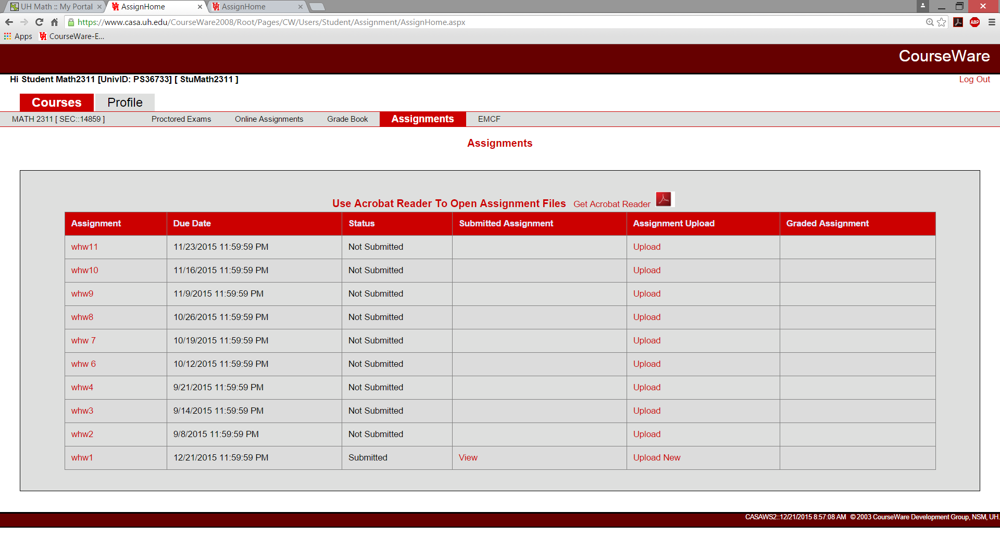 UH Math :: My Portal
AssignHome
AssignHome
https://www.casa.uh.edu/CourseWare2008/Root/Pages/CW/Users/Student/Assignment/AssignHome.aspx
ABP
Apps CourseWare-E...
CourseWare
Hi Student Math2311 [UnivID: PS36733] [ StuMath2311 ] Log Out
Courses Profile
MATH 2311 [ SEC::14859 ] Proctored Exams Online Assignments Grade Book Assignments EMCF
Assignments
Use Acrobat Reader To Open Assignment Files Get Acrobat Reader
Assignment Due Date Status Submitted Assignment Assignment Upload Graded Assignment
whw11 11/23/2015 11:59:59 PM Not Submitted Upload
whw10 11/16/2015 11:59:59 PM Not Submitted Upload
whw9 11/9/2015 11:59:59 PM Not Submitted Upload
whw8 10/26/2015 11:59:59 PM Not Submitted Upload
whw 7 10/19/2015 11:59:59 PM Not Submitted Upload
whw 6 10/12/2015 11:59:59 PM Not Submitted Upload
whw4 9/21/2015 11:59:59 PM Not Submitted Upload
whw3 9/14/2015 11:59:59 PM Not Submitted Upload
whw2 9/8/2015 11:59:59 PM Not Submitted Upload
whw1 12/21/2015 11:59:59 PM Submitted View Upload New
CASAWS2::12/21/2015 8:57:08 AM © 2003 CourseWare Development Group, NSM, UH.